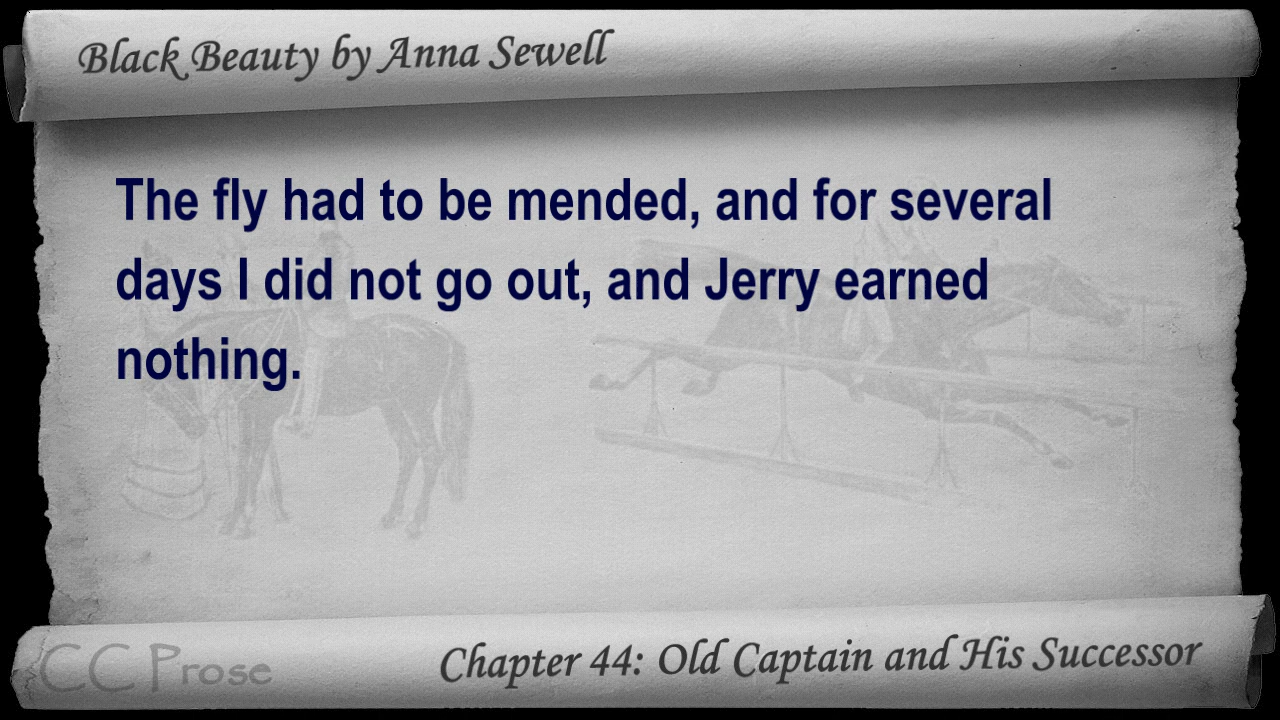 Black Beauty by Anna Sewell
The fly had to be mended, and for several
days I did not go out, and Jerry earned
nothing.
CC Prose
Chapter 44: Old Captain and His Successor